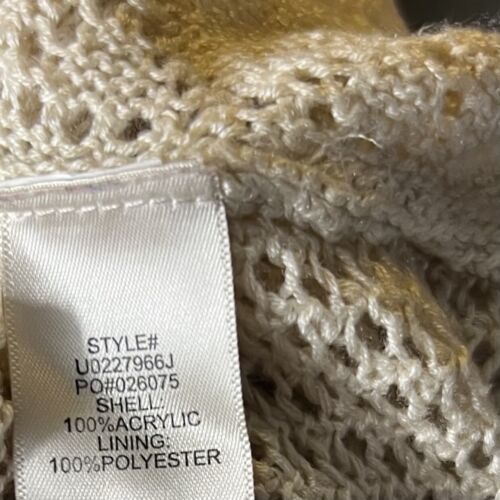 STYLE#
U0227966J
PO#026075
SHELL:
100%ACRYLIC
LINING:
100%POLYESTER